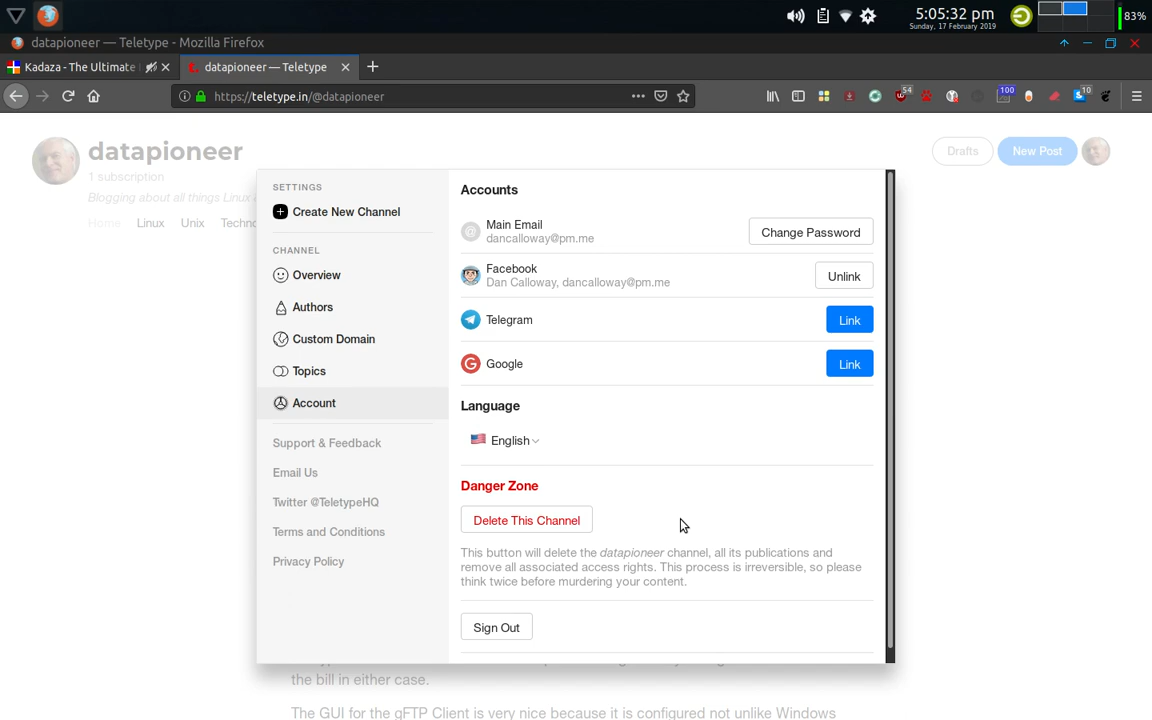 5:05:32 pm
Sunday, 17 February 2019
83%
datapioneer — Teletype - Mozilla Firefox
Kadaza - The Ultimate
datapioneer — Teletype
https://teletype.in/@datapioneer
54
100
10
datapioneer
1 subscription
Blogging about all things Linux
Home Linux Unix Techno
Drafts
New Post
SETTINGS
Create New Channel
CHANNEL
Overview
Authors
Custom Domain
Topics
Account
Support & Feedback
Email Us
Twitter @TeletypeHQ
Terms and Conditions
Privacy Policy
Accounts
Main Email
dancalloway@pm.me
Change Password
Facebook
Dan Calloway, dancalloway@pm.me
Unlink
Telegram
Link
Google
Link
Language
English
Danger Zone
Delete This Channel
This button will delete the datapioneer channel, all its publications and
remove all associated access rights. This process is irreversible, so please
think twice before murdering your content.
Sign Out
the bill in either case.
The GUI for the gFTP Client is very nice because it is configured not unlike Windows